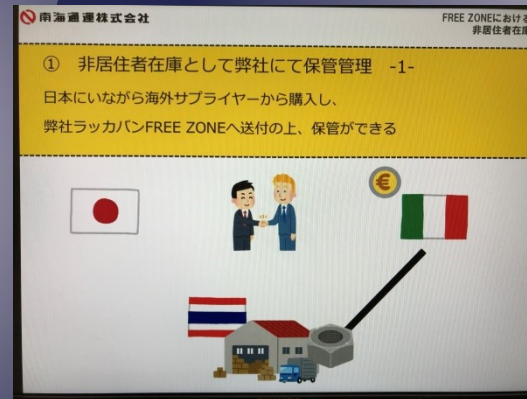 南海通運株式会社
FREE ZONEにおける
非居住者在庫
① 非居住者在庫として弊社にて保管管理 -1-
日本にいながら海外サプライヤーから購入し、
弊社ラッカバンFREE ZONEへ送付の上、保管ができる
€